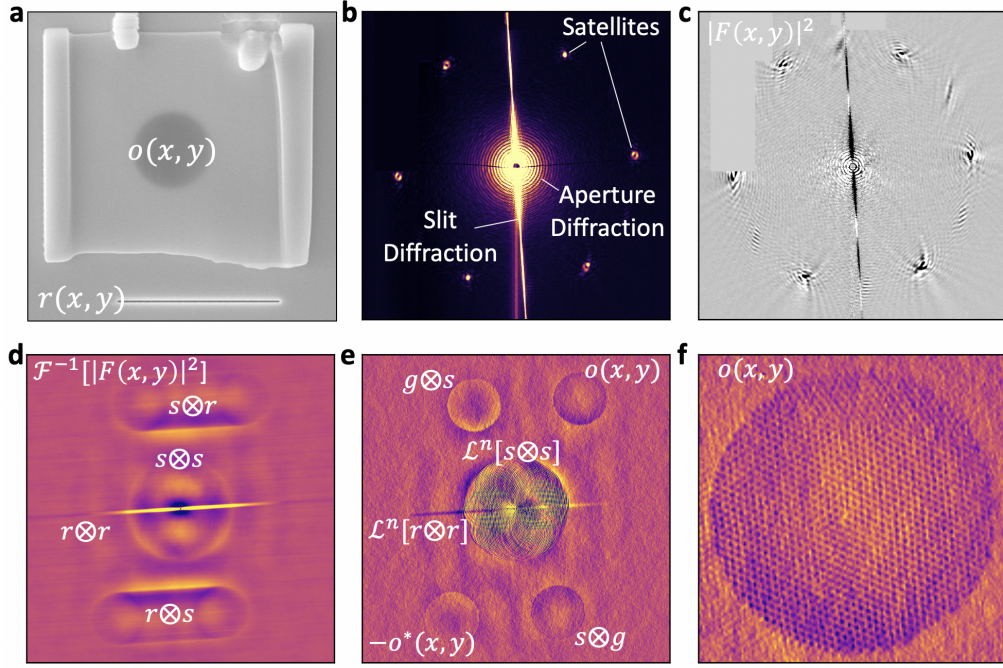 a
o(x, y)
r(x, y)
b
Satellites
Slit
Diffraction
Aperture
Diffraction
c
|F(x, y)|²
d
ℱ⁻¹[|F(x, y)|²]
s⊗r
s⊗s
r⊗r
r⊗s
e
g⊗s
o(x, y)
ℒⁿ[s⊗s]
ℒⁿ[r⊗r]
−o*(x, y)
s⊗g
f
o(x, y)